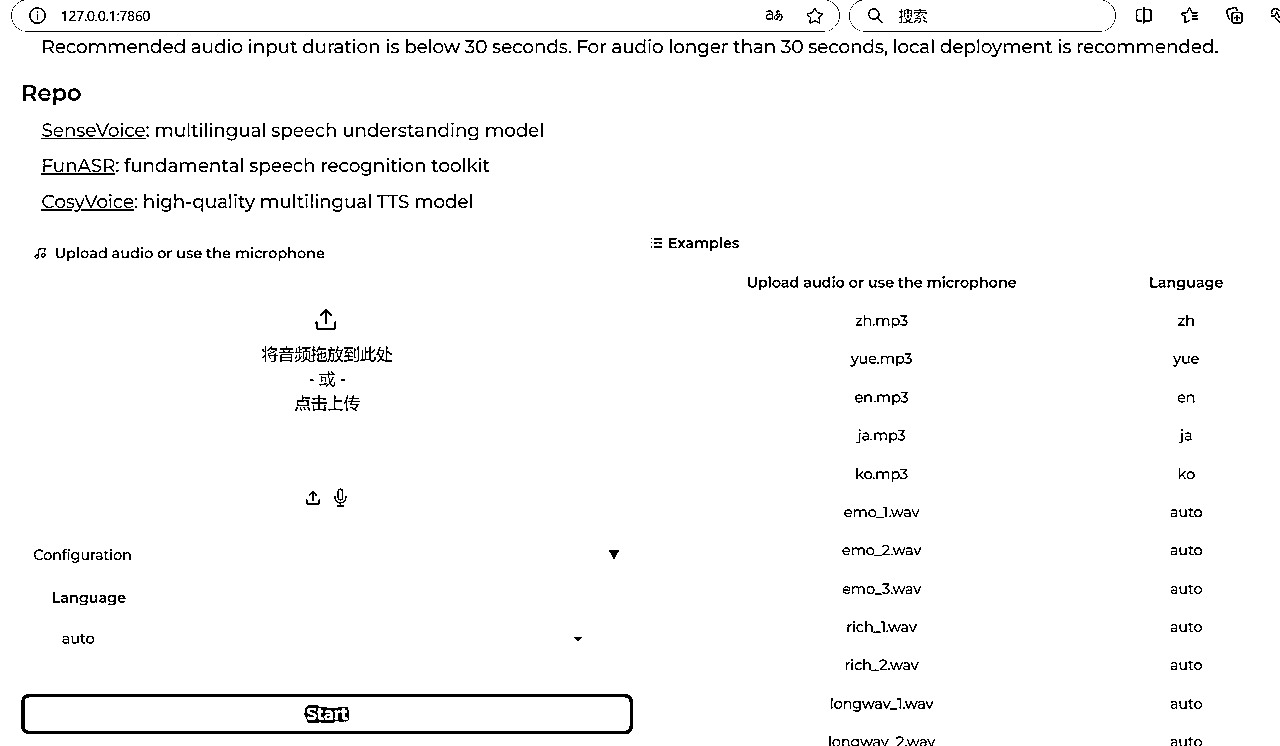 127.0.0.1:7860
搜索
Recommended audio input duration is below 30 seconds. For audio longer than 30 seconds, local deployment is recommended.
Repo
SenseVoice: multilingual speech understanding model
FunASR: fundamental speech recognition toolkit
CosyVoice: high-quality multilingual TTS model
Upload audio or use the microphone
将音频拖放到此处
- 或 -
点击上传
Configuration
Language
auto
Start
Examples
Upload audio or use the microphone Language
zh.mp3 zh
yue.mp3 yue
en.mp3 en
ja.mp3 ja
ko.mp3 ko
emo_1.wav auto
emo_2.wav auto
emo_3.wav auto
rich_1.wav auto
rich_2.wav auto
longwav_1.wav auto
longwav_2.wav auto